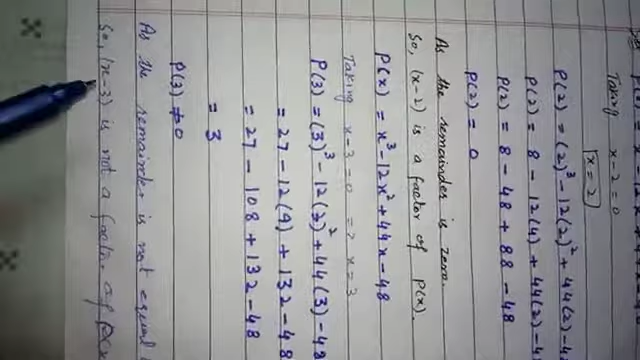 Taking x-2=0
x=2
P(2) = (2)³-12(2)²+44(2)-4
P(2) = 8 - 12(4) + 44(2)-4
P(2) = 8 - 48 + 88 - 48
P(2) = 0
As the remainder is zero.
So, (x-2) is a factor of P(x).
P(x) = x³-12x²+44x-48
Taking x-3=0 => x=3
P(3) = (3)³-12(3)²+44(3)-48
= 27-12(9)+132-48
= 27-108+132-48
= 3
P(3) ≠ 0
As the remainder is not equal
So, (x-3) is not a factor of P(x